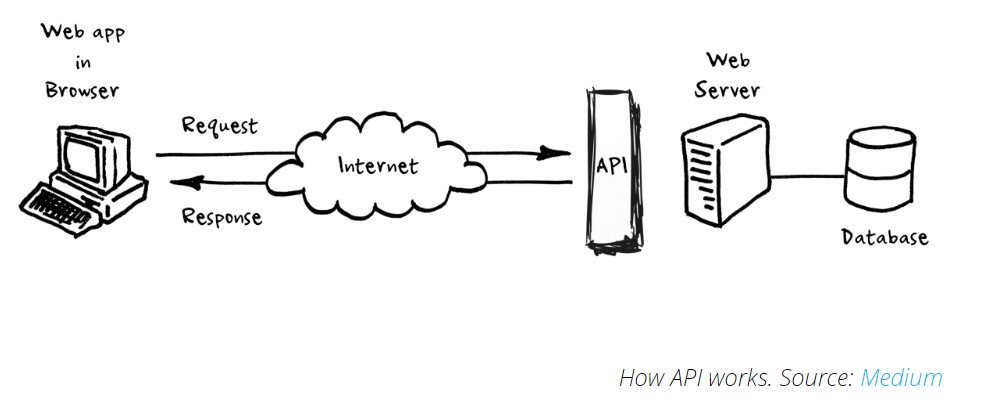 Web app
in
Browser
Request
Internet
Response
API
Web
Server
Database
How API works. Source: Medium